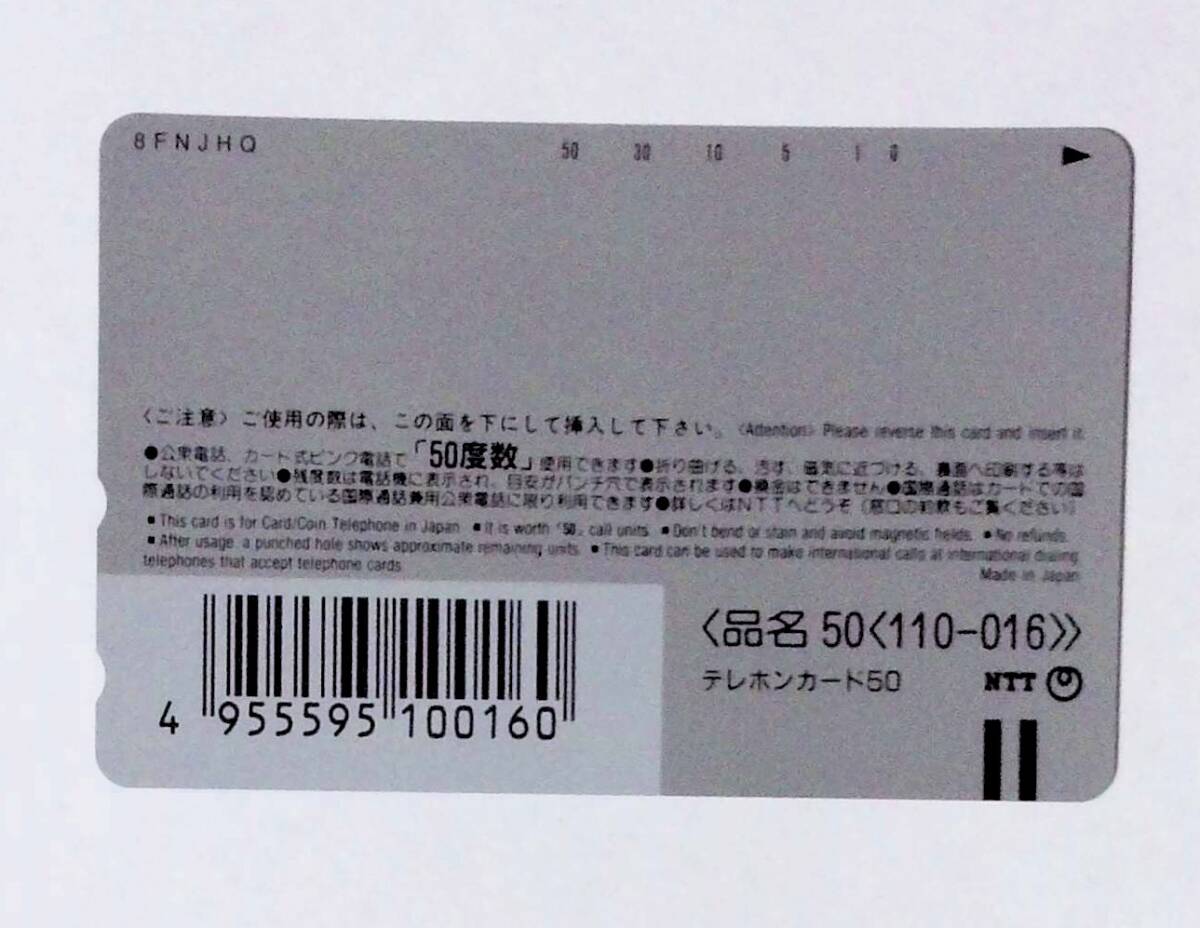 8FNJHQ 50 30 10 5 1 0
〈ご注意〉ご使用の際は、この面を下にして挿入して下さい。〈Attention〉Please reverse this card and insert it.
●公衆電話、カード式ピンク電話で「50度数」使用できます●折り曲げる、汚す、磁気に近づける、裏面へ印刷する等は
しないでください●残度数は電話機に表示され、目安がパンチ穴で表示されます●換金はできません●国際通話はカードでの国
際通話の利用を認めている国際通話兼用公衆電話に限り利用できます●詳しくはNTTへどうぞ（窓口の約款もご覧ください）
▪This card is for Card/Coin Telephone in Japan ▪It is worth「50」call units. ▪Don't bend or stain and avoid magnetic fields. ▪No refunds.
▪After usage, a punched hole shows approximate remaining units. ▪This card can be used to make international calls at international dialing
telephones that accept telephone cards.
Made in Japan
〈品名 50〈110-016〉〉
テレホンカード50 NTT
4 955595 100160